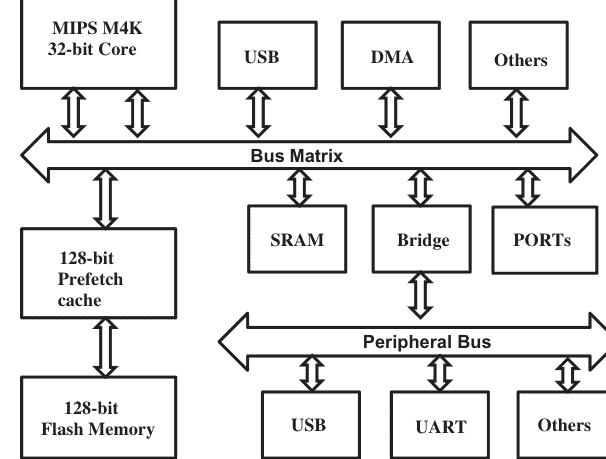 MIPS M4K
32-bit Core
USB
DMA
Others
Bus Matrix
SRAM
Bridge
PORTs
128-bit
Prefetch
cache
Peripheral Bus
128-bit
Flash Memory
USB
UART
Others